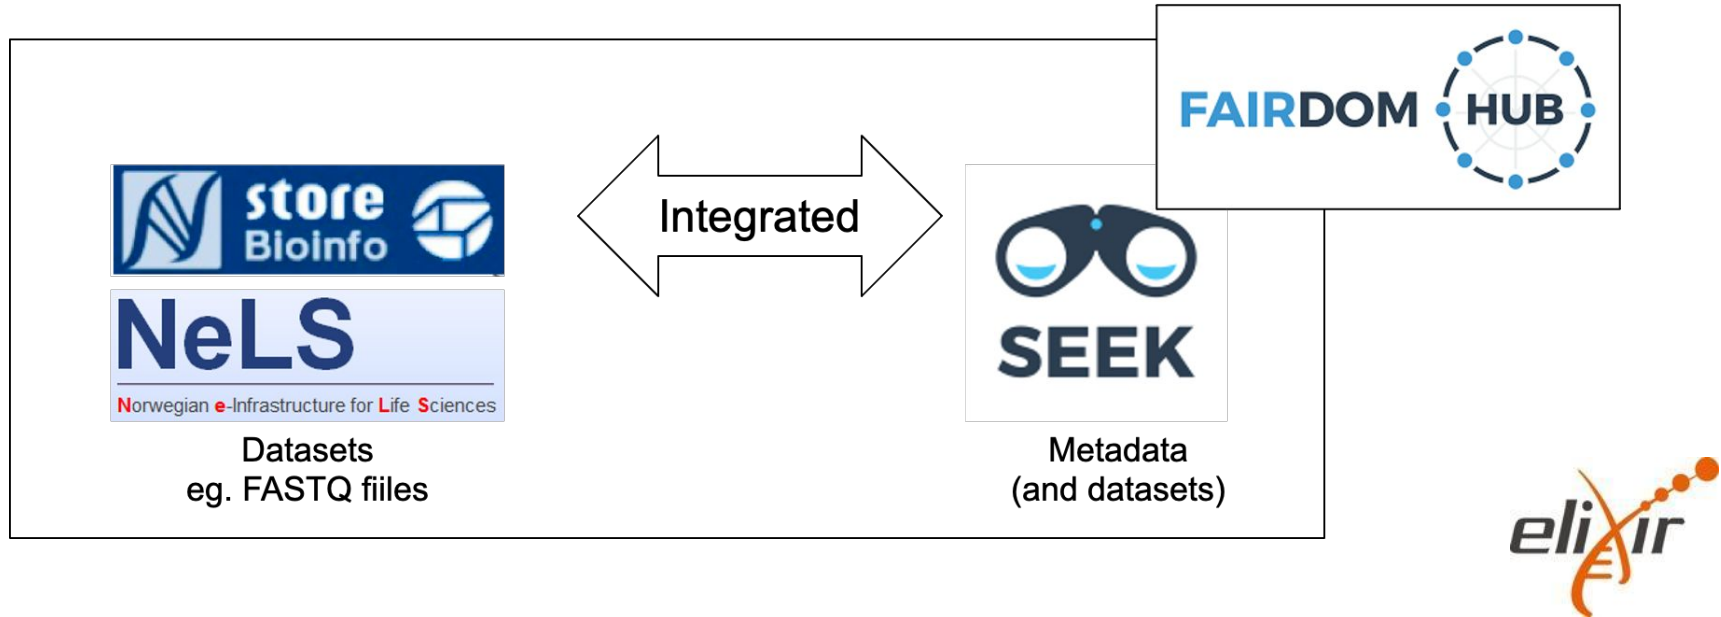 FAIRDOM HUB
store
Bioinfo
Integrated
NeLS
SEEK
Norwegian e-Infrastructure for Life Sciences
Datasets
eg. FASTQ fiiles
Metadata
(and datasets)
elixir